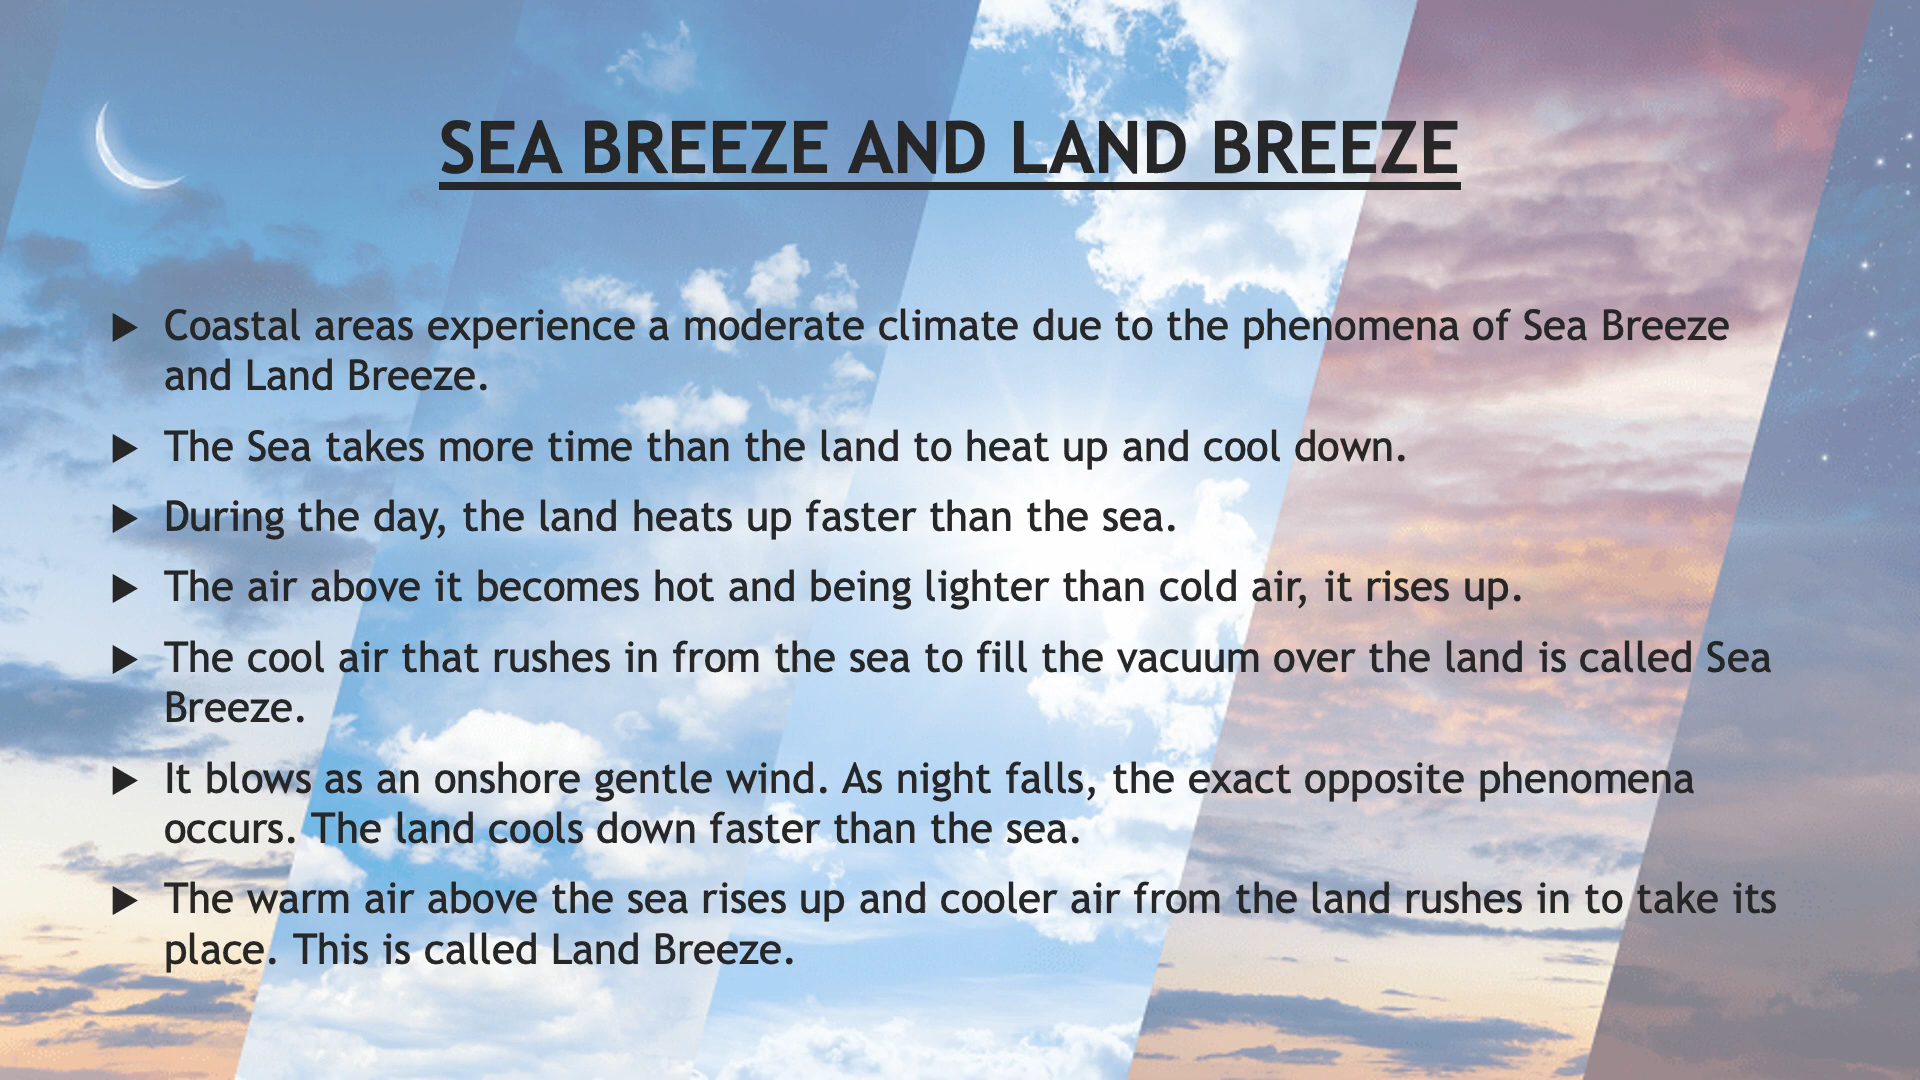 SEA BREEZE AND LAND BREEZE
▶ Coastal areas experience a moderate climate due to the phenomena of Sea Breeze
and Land Breeze.
▶ The Sea takes more time than the land to heat up and cool down.
▶ During the day, the land heats up faster than the sea.
▶ The air above it becomes hot and being lighter than cold air, it rises up.
▶ The cool air that rushes in from the sea to fill the vacuum over the land is called Sea
Breeze.
▶ It blows as an onshore gentle wind. As night falls, the exact opposite phenomena
occurs. The land cools down faster than the sea.
▶ The warm air above the sea rises up and cooler air from the land rushes in to take its
place. This is called Land Breeze.